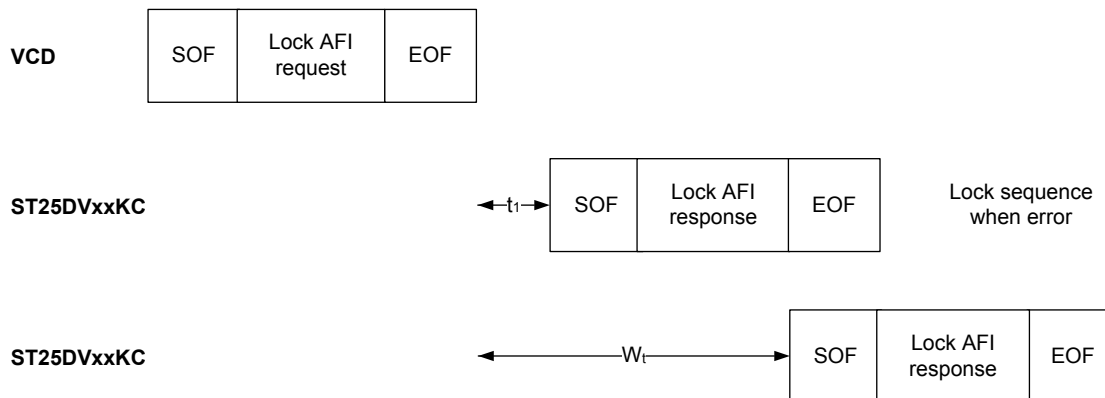 VCD
SOF
Lock AFI
request
EOF
ST25DVxxKC
t1
SOF
Lock AFI
response
EOF
Lock sequence
when error
ST25DVxxKC
Wt
SOF
Lock AFI
response
EOF